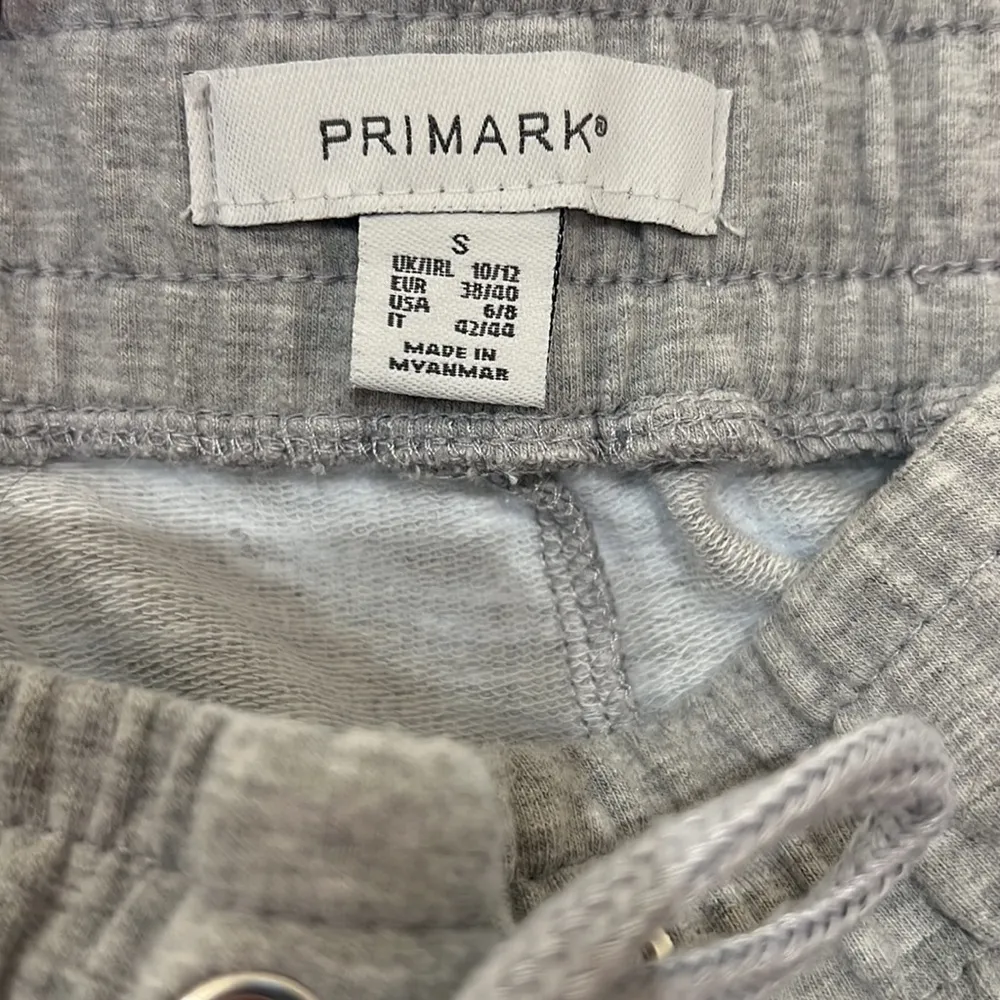 PRIMARK®
S
UK/IRL 10/12
EUR 38/40
USA 6/8
IT 42/44
MADE IN
MYANMAR